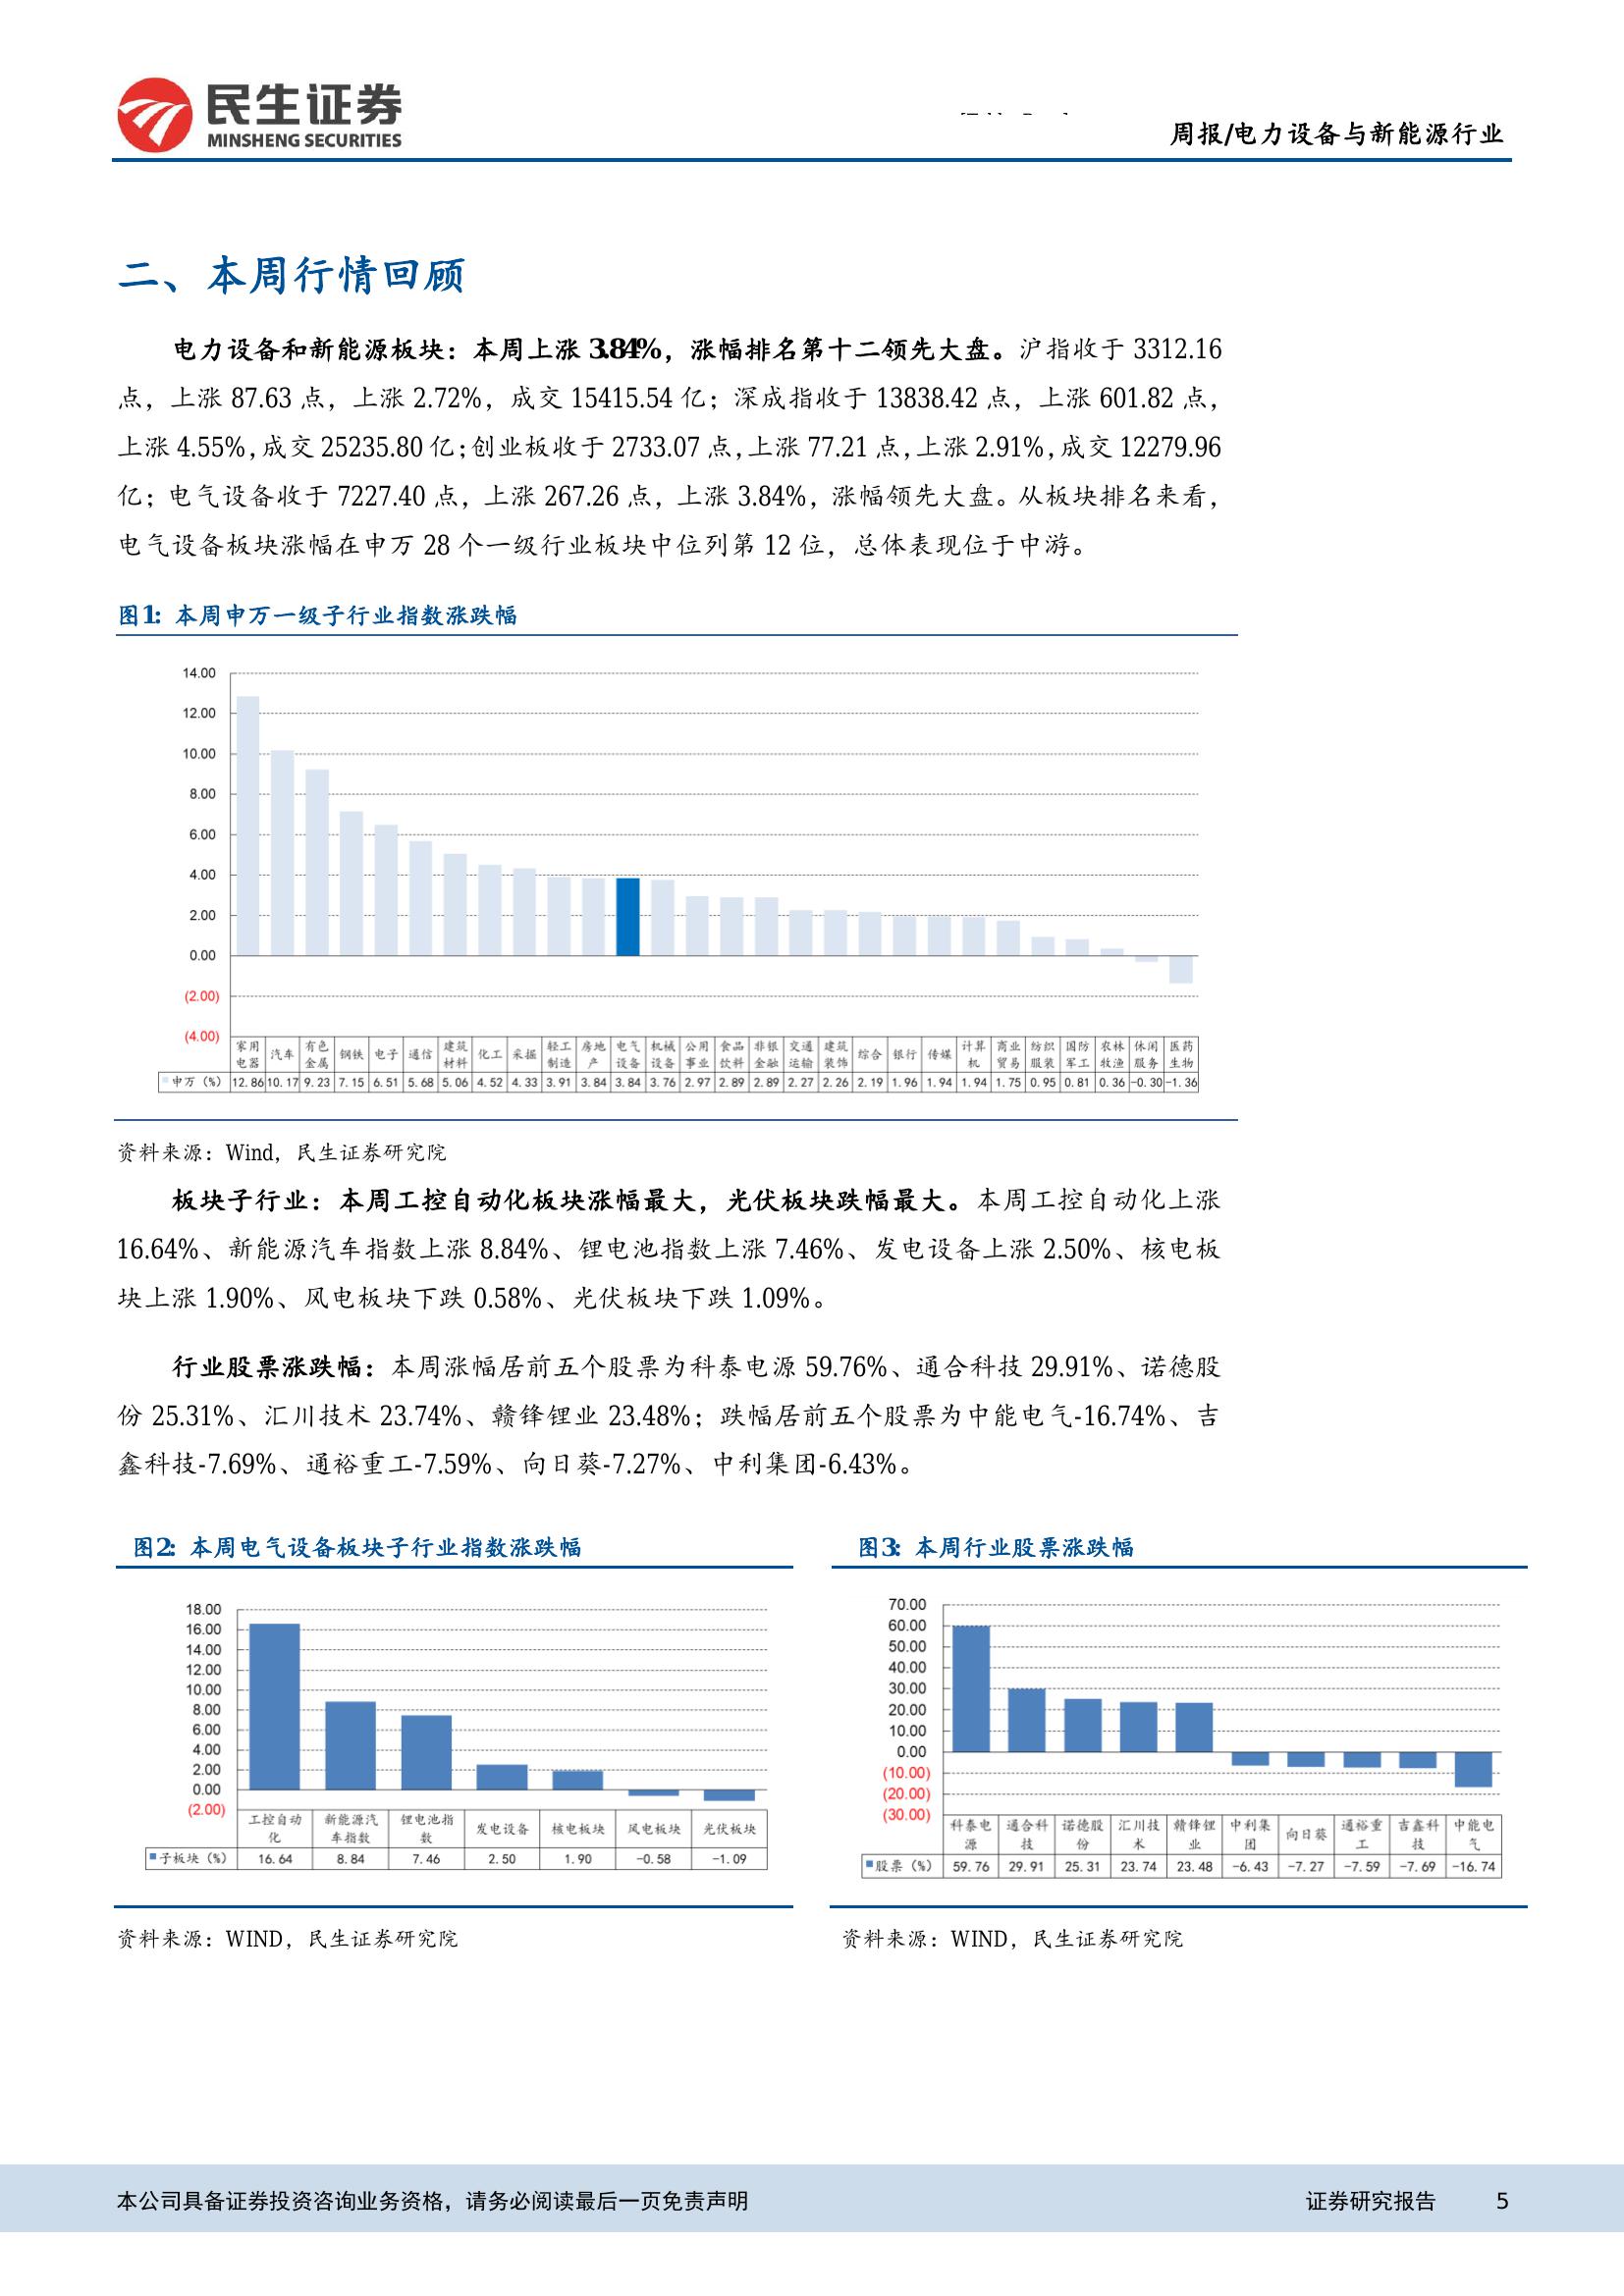 民生证券
MINSHENG SECURITIES
周报/电力设备与新能源行业
二、本周行情回顾
电力设备和新能源板块：本周上涨 3.84%，涨幅排名第十二领先大盘。沪指收于 3312.16
点，上涨 87.63 点，上涨 2.72%，成交 15415.54 亿；深成指收于 13838.42 点，上涨 601.82 点，
上涨 4.55%，成交 25235.80 亿；创业板收于 2733.07 点，上涨 77.21 点，上涨 2.91%，成交 12279.96
亿；电气设备收于 7227.40 点，上涨 267.26 点，上涨 3.84%，涨幅领先大盘。从板块排名来看，
电气设备板块涨幅在申万 28 个一级行业板块中位列第 12 位，总体表现位于中游。
图1: 本周申万一级子行业指数涨跌幅
14.00
12.00
10.00
8.00
6.00
4.00
2.00
0.00
(2.00)
(4.00)
家用电器 汽车 有色金属 钢铁 电子 通信 建筑材料 化工 采掘 轻工制造 房地产 电气设备 机械设备 公用事业 食品饮料 非银金融 交通运输 建筑装饰 综合 银行 传媒 计算机 商业贸易 纺织服装 国防军工 农林牧渔 休闲服务 医药生物
申万（%） 12.86 10.17 9.23 7.15 6.51 5.68 5.06 4.52 4.33 3.91 3.84 3.84 3.76 2.97 2.89 2.89 2.27 2.26 2.19 1.96 1.94 1.94 1.75 0.95 0.81 0.36 -0.30 -1.36
资料来源：Wind，民生证券研究院
板块子行业：本周工控自动化板块涨幅最大，光伏板块跌幅最大。本周工控自动化上涨
16.64%、新能源汽车指数上涨 8.84%、锂电池指数上涨 7.46%、发电设备上涨 2.50%、核电板
块上涨 1.90%、风电板块下跌 0.58%、光伏板块下跌 1.09%。
行业股票涨跌幅：本周涨幅居前五个股票为科泰电源 59.76%、通合科技 29.91%、诺德股
份 25.31%、汇川技术 23.74%、赣锋锂业 23.48%；跌幅居前五个股票为中能电气-16.74%、吉
鑫科技-7.69%、通裕重工-7.59%、向日葵-7.27%、中利集团-6.43%。
图2: 本周电气设备板块子行业指数涨跌幅
18.00
16.00
14.00
12.00
10.00
8.00
6.00
4.00
2.00
0.00
(2.00)
工控自动化 新能源汽车指数 锂电池指数 发电设备 核电板块 风电板块 光伏板块
子板块（%） 16.64 8.84 7.46 2.50 1.90 -0.58 -1.09
资料来源：WIND，民生证券研究院
图3: 本周行业股票涨跌幅
70.00
60.00
50.00
40.00
30.00
20.00
10.00
0.00
(10.00)
(20.00)
(30.00)
科泰电源 通合科技 诺德股份 汇川技术 赣锋锂业 中利集团 向日葵 通裕重工 吉鑫科技 中能电气
股票（%） 59.76 29.91 25.31 23.74 23.48 -6.43 -7.27 -7.59 -7.69 -16.74
资料来源：WIND，民生证券研究院
本公司具备证券投资咨询业务资格，请务必阅读最后一页免责声明
证券研究报告 5